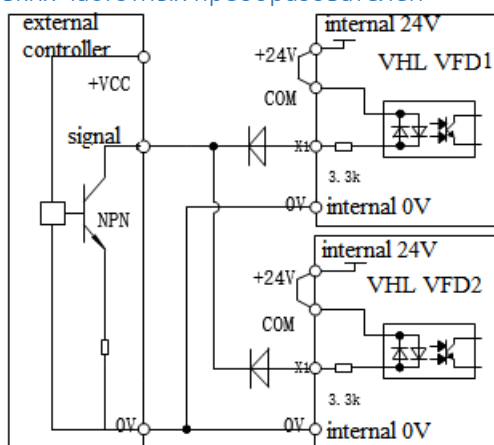 external
controller
+VCC
signal
NPN
0V
internal 24V
+24V
VHL VFD1
COM
X1
3.3k
0V
internal 0V
internal 24V
+24V
VHL VFD2
COM
X1
3.3k
0V
internal 0V